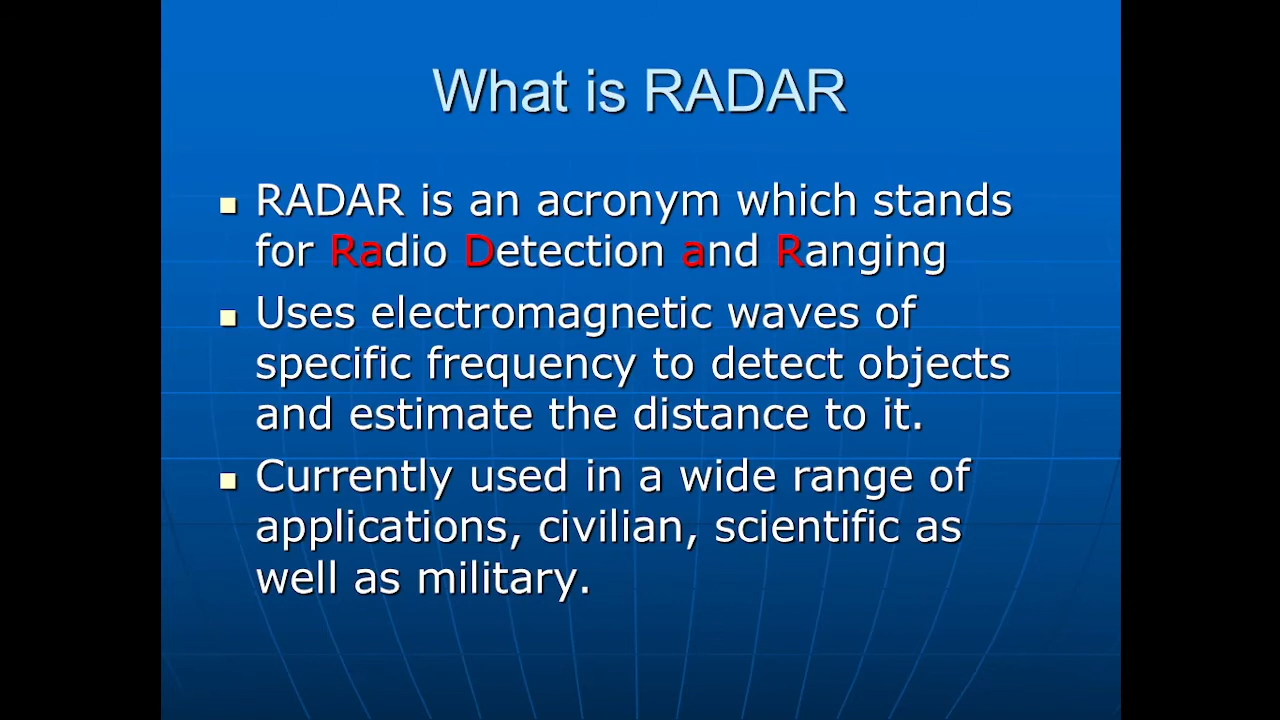 What is RADAR
RADAR is an acronym which stands
for Radio Detection and Ranging
Uses electromagnetic waves of
specific frequency to detect objects
and estimate the distance to it.
Currently used in a wide range of
applications, civilian, scientific as
well as military.